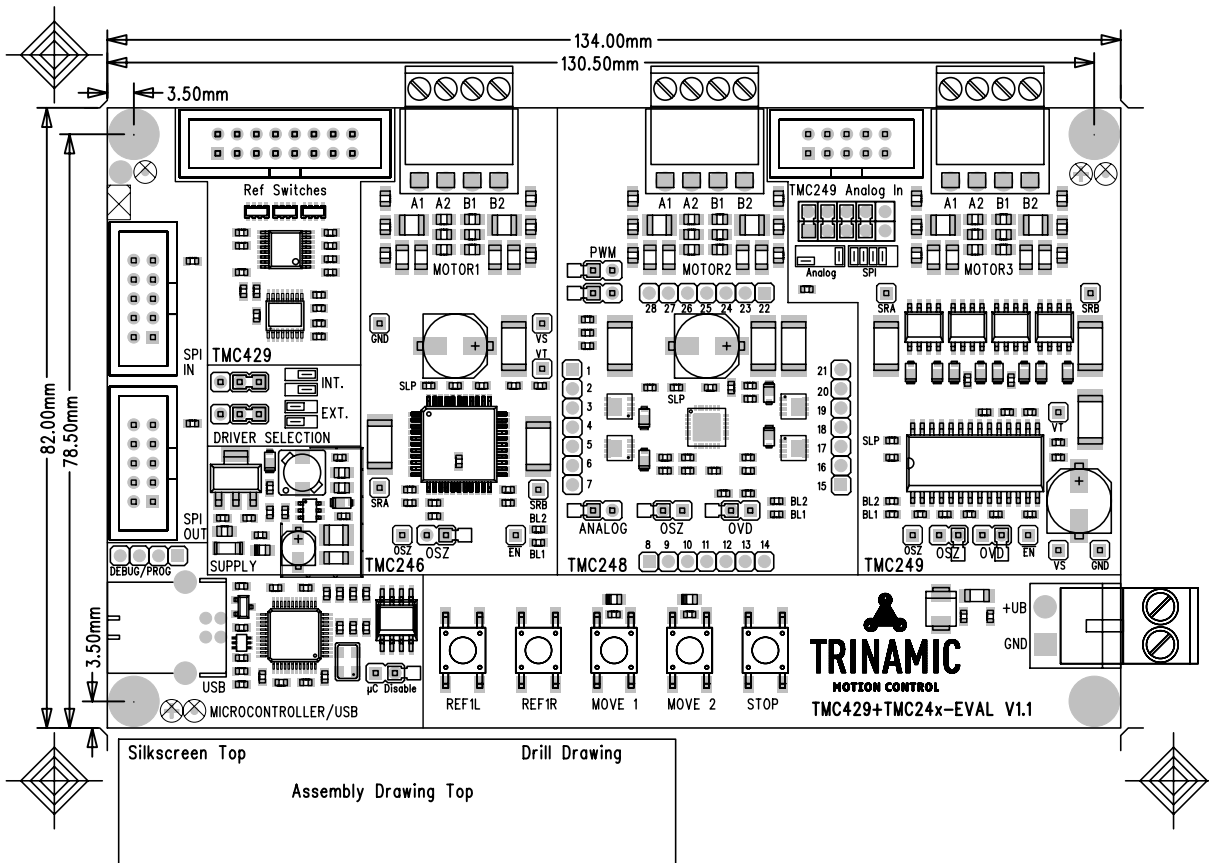 134.00mm
130.50mm
3.50mm
82.00mm
78.50mm
3.50mm
Ref Switches
A1 A2 B1 B2
MOTOR1
A1 A2 B1 B2
MOTOR2
PWM
TMC249 Analog In
Analog SPI
A1 A2 B1 B2
MOTOR3
28 27 26 25 24 23 22
SRA
SRB
GND
VS
VT
SPI
IN
TMC429
INT.
EXT.
DRIVER SELECTION
SLP
1
2
3
4
5
6
7
SLP
21
20
19
18
17
16
15
SLP
VT
SRA
SRB
BL2
BL1
ANALOG
OSZ
OVD
BL2
BL1
BL2
BL1
SPI
OUT
SUPPLY
OSZ
OSZ
EN
TMC246
8 9 10 11 12 13 14
TMC248
OSZ
OSZ
OVD
EN
VS
GND
TMC249
DEBUG/PROG
USB
µC Disable
MICROCONTROLLER/USB
REF1L
REF1R
MOVE 1
MOVE 2
STOP
+UB
GND
TRINAMIC
MOTION CONTROL
TMC429+TMC24x-EVAL V1.1
Silkscreen Top
Drill Drawing
Assembly Drawing Top